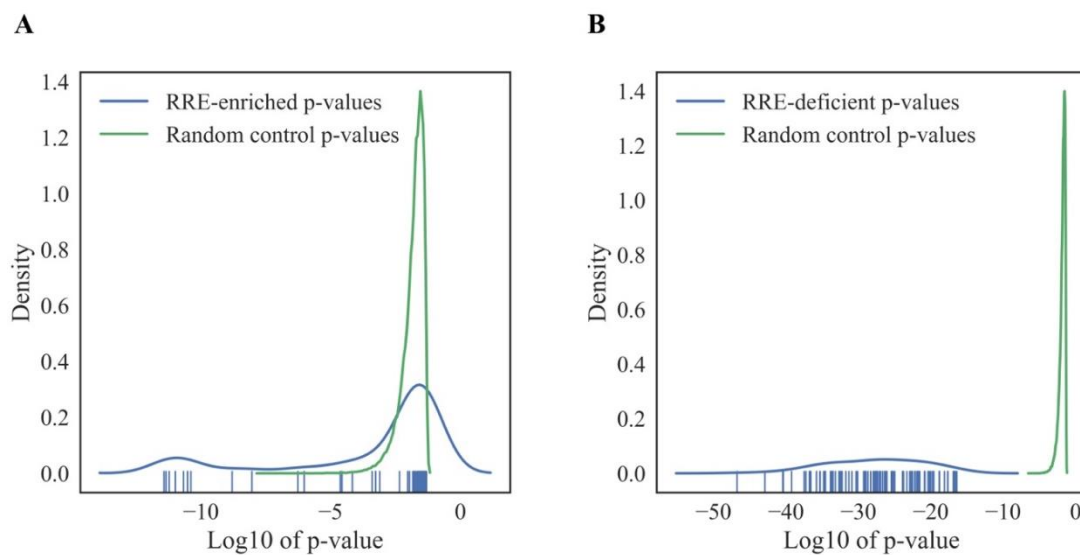 A
B
RRE-enriched p-values
Random control p-values
1.4
1.2
1.0
0.8
0.6
0.4
0.2
0.0
Density
−10
−5
0
Log10 of p-value
RRE-deficient p-values
Random control p-values
1.4
1.2
1.0
0.8
0.6
0.4
0.2
0.0
Density
−50
−40
−30
−20
−10
0
Log10 of p-value